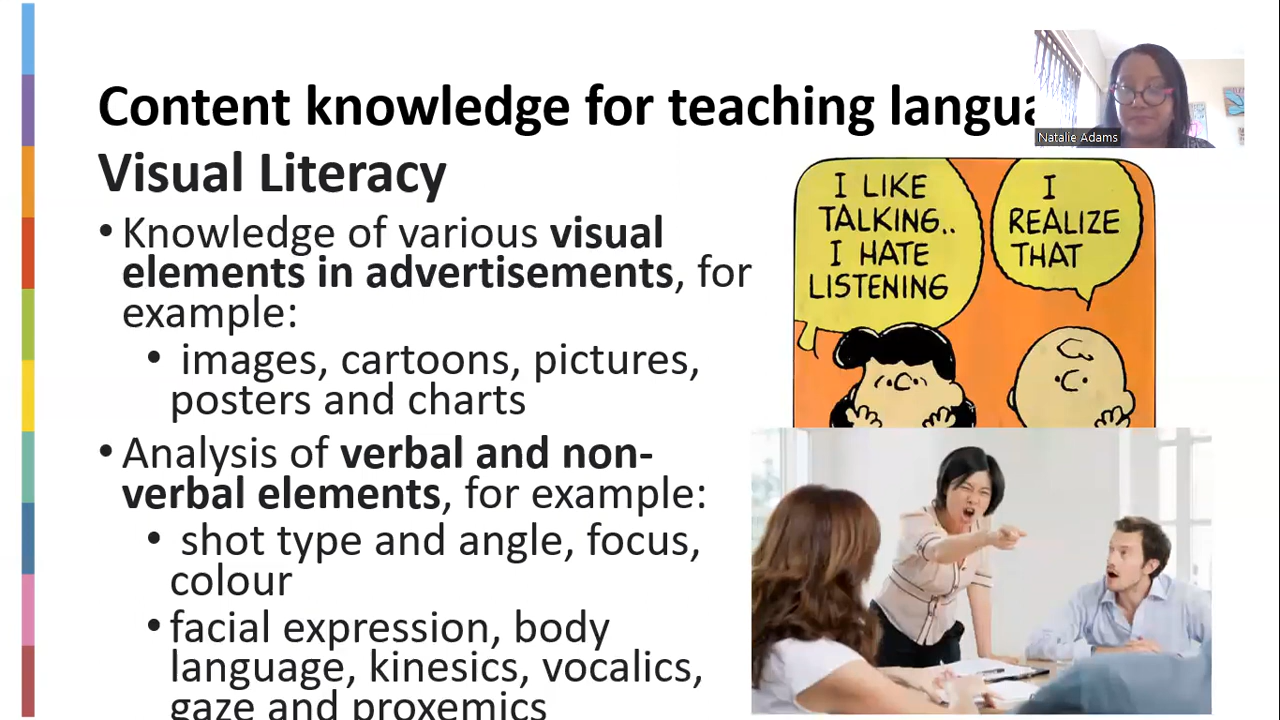 Content knowledge for teaching langua
Natalie Adams
Visual Literacy
•Knowledge of various visual
elements in advertisements, for
example:
• images, cartoons, pictures,
posters and charts
•Analysis of verbal and non-
verbal elements, for example:
• shot type and angle, focus,
colour
•facial expression, body
language, kinesics, vocalics,
gaze and proxemics
I LIKE
TALKING..
I HATE
LISTENING
I
REALIZE
THAT